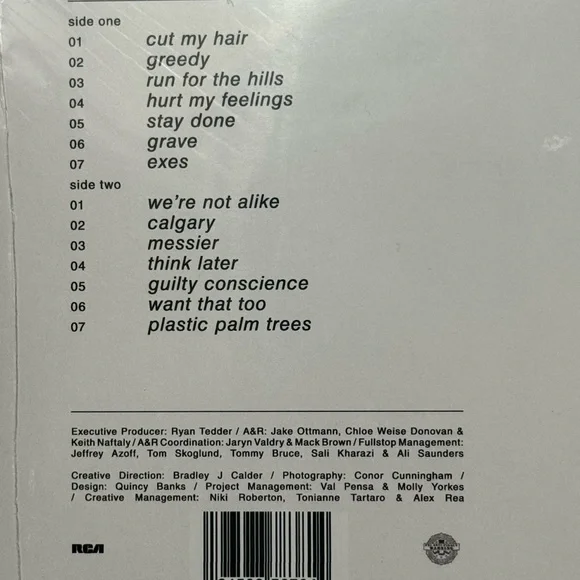 side one
01 cut my hair
02 greedy
03 run for the hills
04 hurt my feelings
05 stay done
06 grave
07 exes
side two
01 we're not alike
02 calgary
03 messier
04 think later
05 guilty conscience
06 want that too
07 plastic palm trees
Executive Producer: Ryan Tedder / A&R: Jake Ottmann, Chloe Weise Donovan &
Keith Naftaly / A&R Coordination: Jaryn Valdry & Mack Brown / Fullstop Management:
Jeffrey Azoff, Tom Skoglund, Tommy Bruce, Sali Kharazi & Ali Saunders
Creative Direction: Bradley J Calder / Photography: Conor Cunningham /
Design: Quincy Banks / Project Management: Val Pensa & Molly Yorkes
/ Creative Management: Niki Roberton, Tonianne Tartaro & Alex Rea
RCA
WARNING